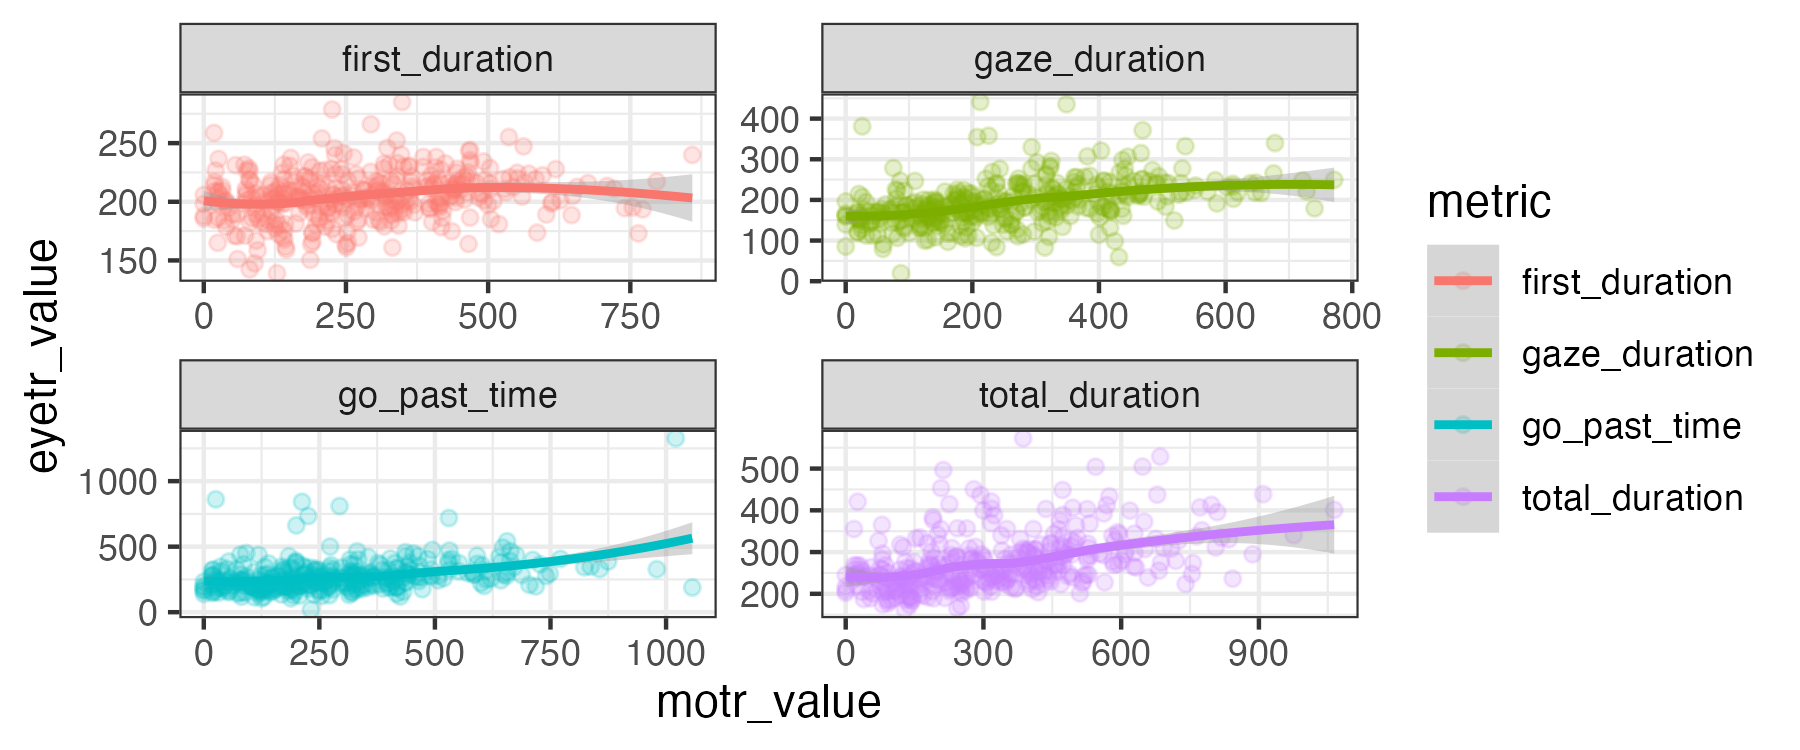 first_duration
gaze_duration
250
200
150
0 250 500 750
400
300
200
100
0
0 200 400 600 800
go_past_time
total_duration
1000
500
0
0 250 500 750 1000
500
400
300
200
0 300 600 900
eyetr_value
motr_value
metric
first_duration
gaze_duration
go_past_time
total_duration